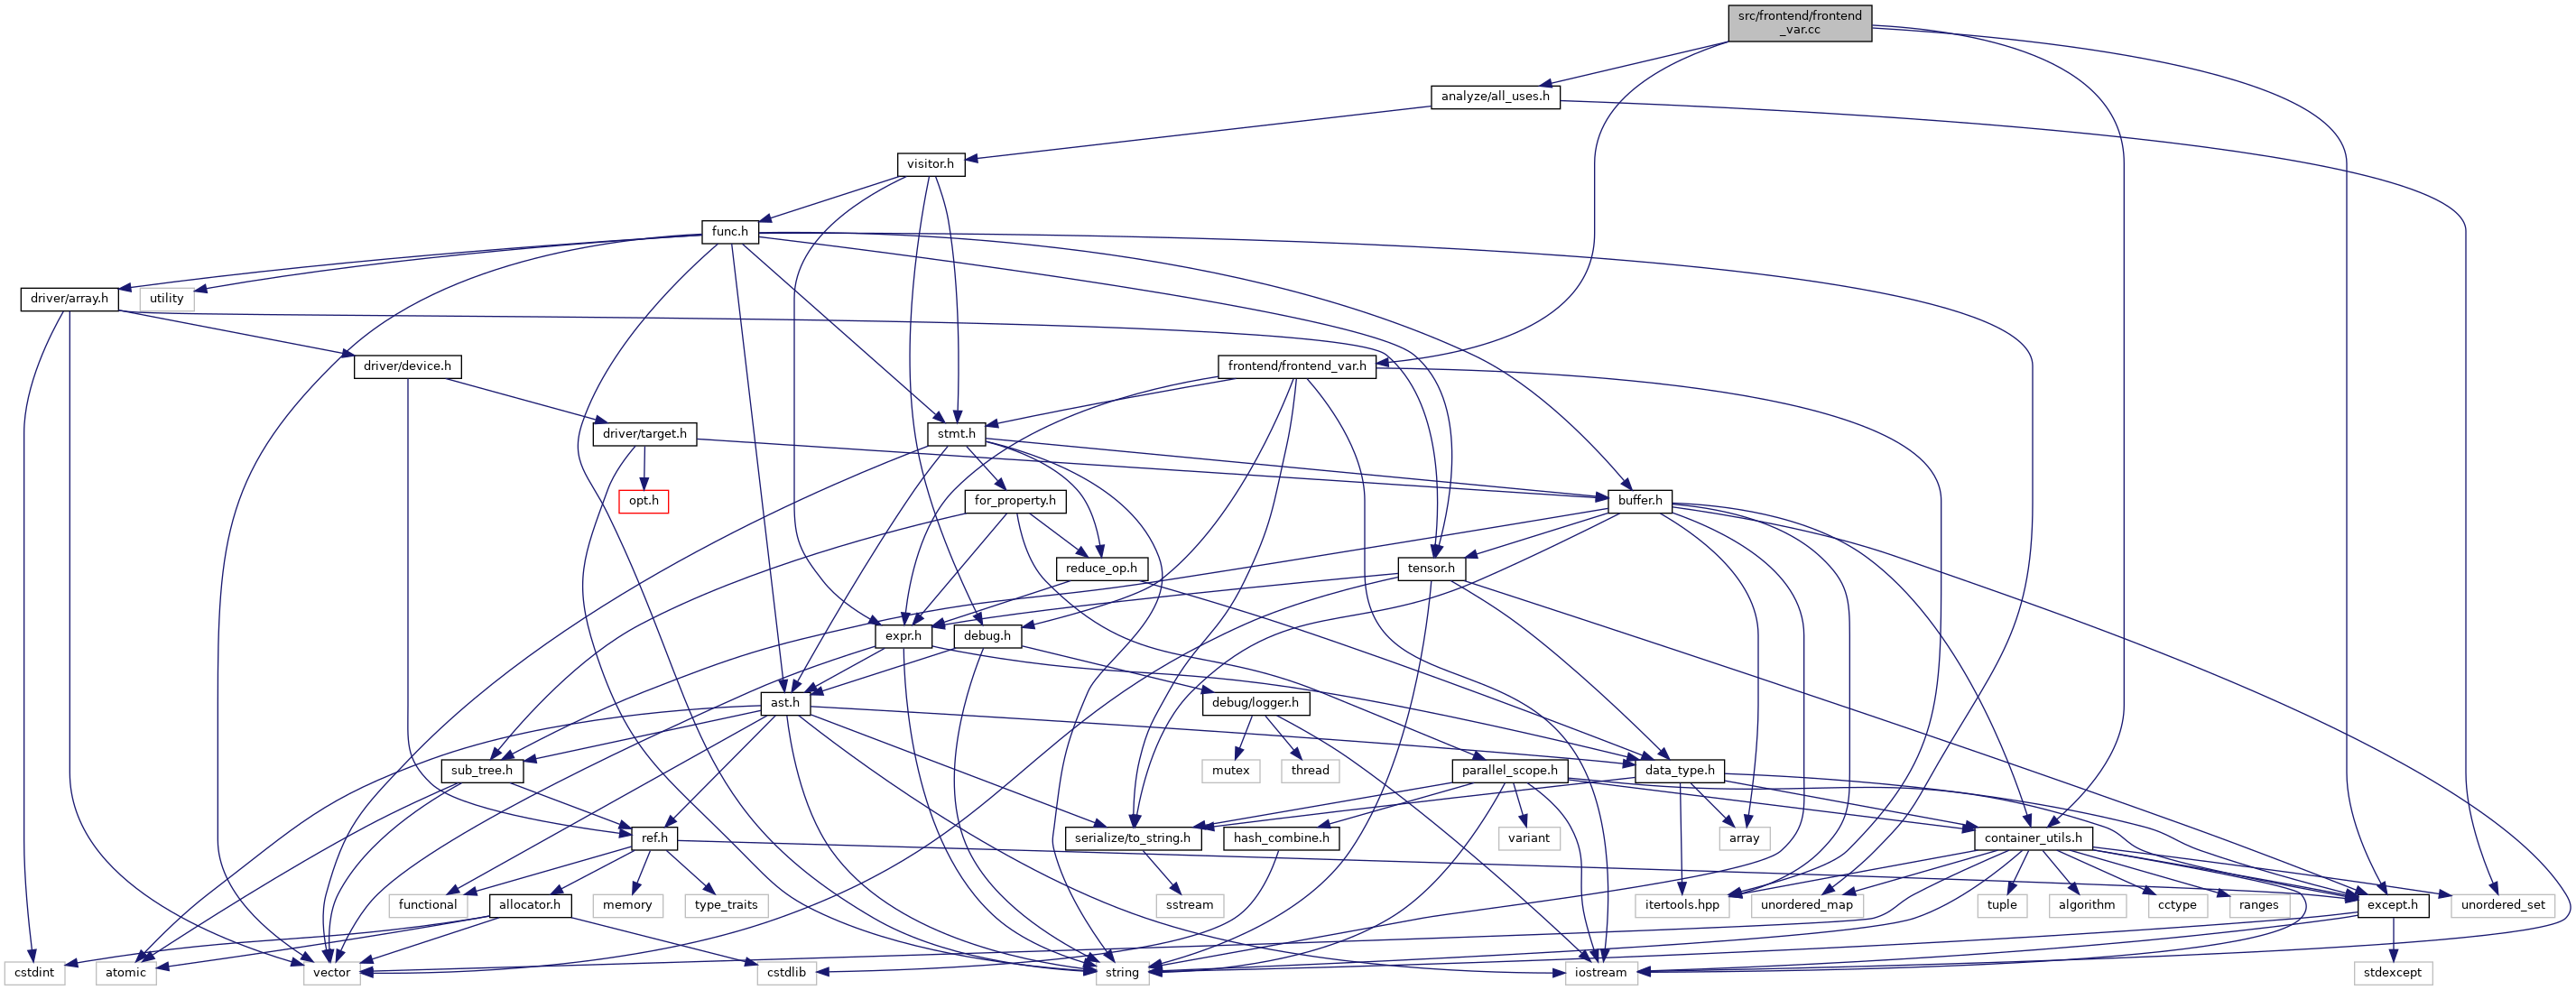 src/frontend/frontend
_var.cc
analyze/all_uses.h
visitor.h
func.h
driver/array.h
utility
driver/device.h
frontend/frontend_var.h
driver/target.h
stmt.h
opt.h
for_property.h
buffer.h
reduce_op.h
tensor.h
expr.h
debug.h
ast.h
debug/logger.h
sub_tree.h
mutex
thread
parallel_scope.h
data_type.h
ref.h
serialize/to_string.h
hash_combine.h
variant
array
container_utils.h
functional
allocator.h
memory
type_traits
sstream
itertools.hpp
unordered_map
tuple
algorithm
cctype
ranges
except.h
unordered_set
cstdint
atomic
vector
cstdlib
string
iostream
stdexcept